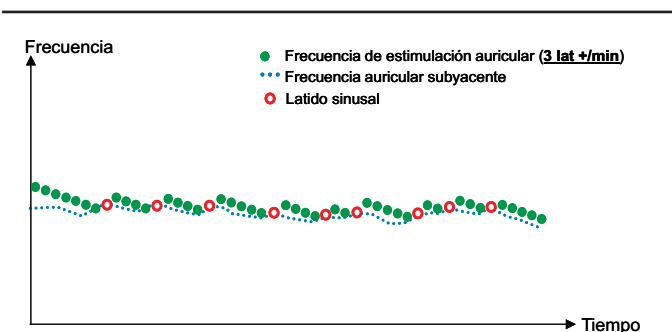 Frecuencia
Frecuencia de estimulación auricular (3 lat +/min)
Frecuencia auricular subyacente
Latido sinusal
Tiempo